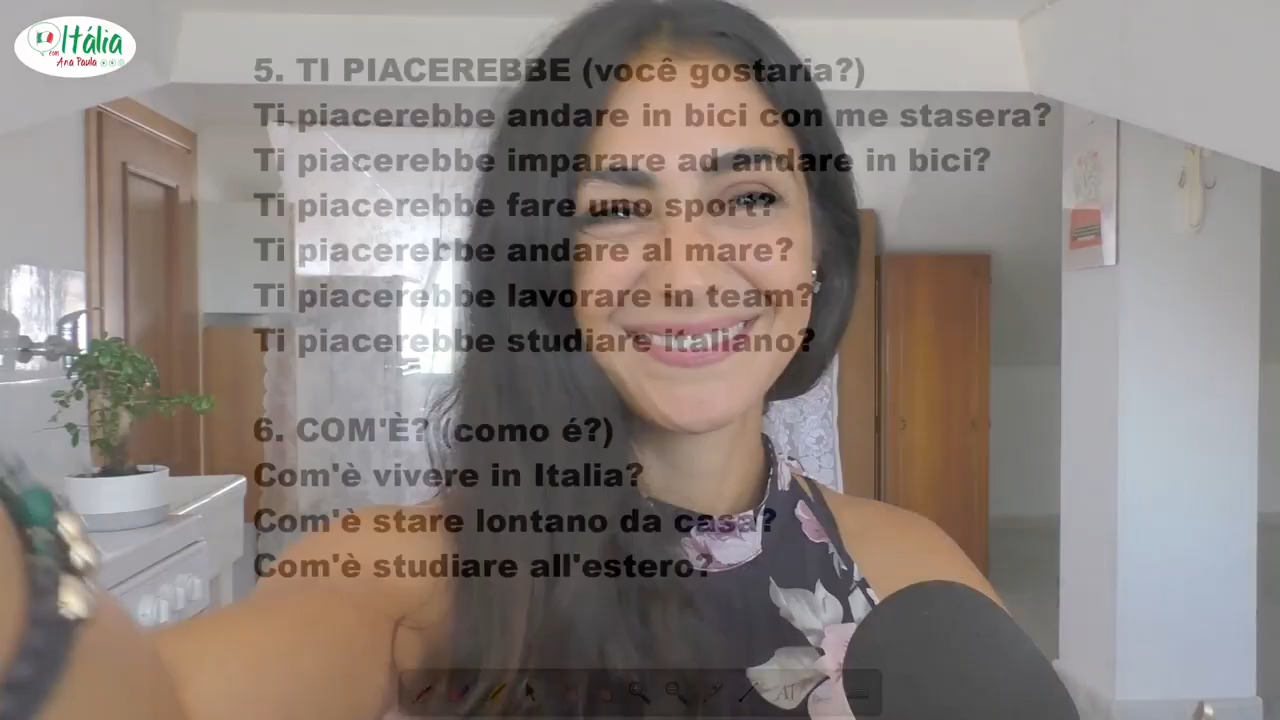 Itália
com
Ana Paula
5. TI PIACEREBBE (você gostaria?)
Ti piacerebbe andare in bici con me stasera?
Ti piacerebbe imparare ad andare in bici?
Ti piacerebbe fare uno sport?
Ti piacerebbe andare al mare?
Ti piacerebbe lavorare in team?
Ti piacerebbe studiare italiano?
6. COM'È? (como é?)
Com'è vivere in Italia?
Com'è stare lontano da casa?
Com'è studiare all'estero?
AI